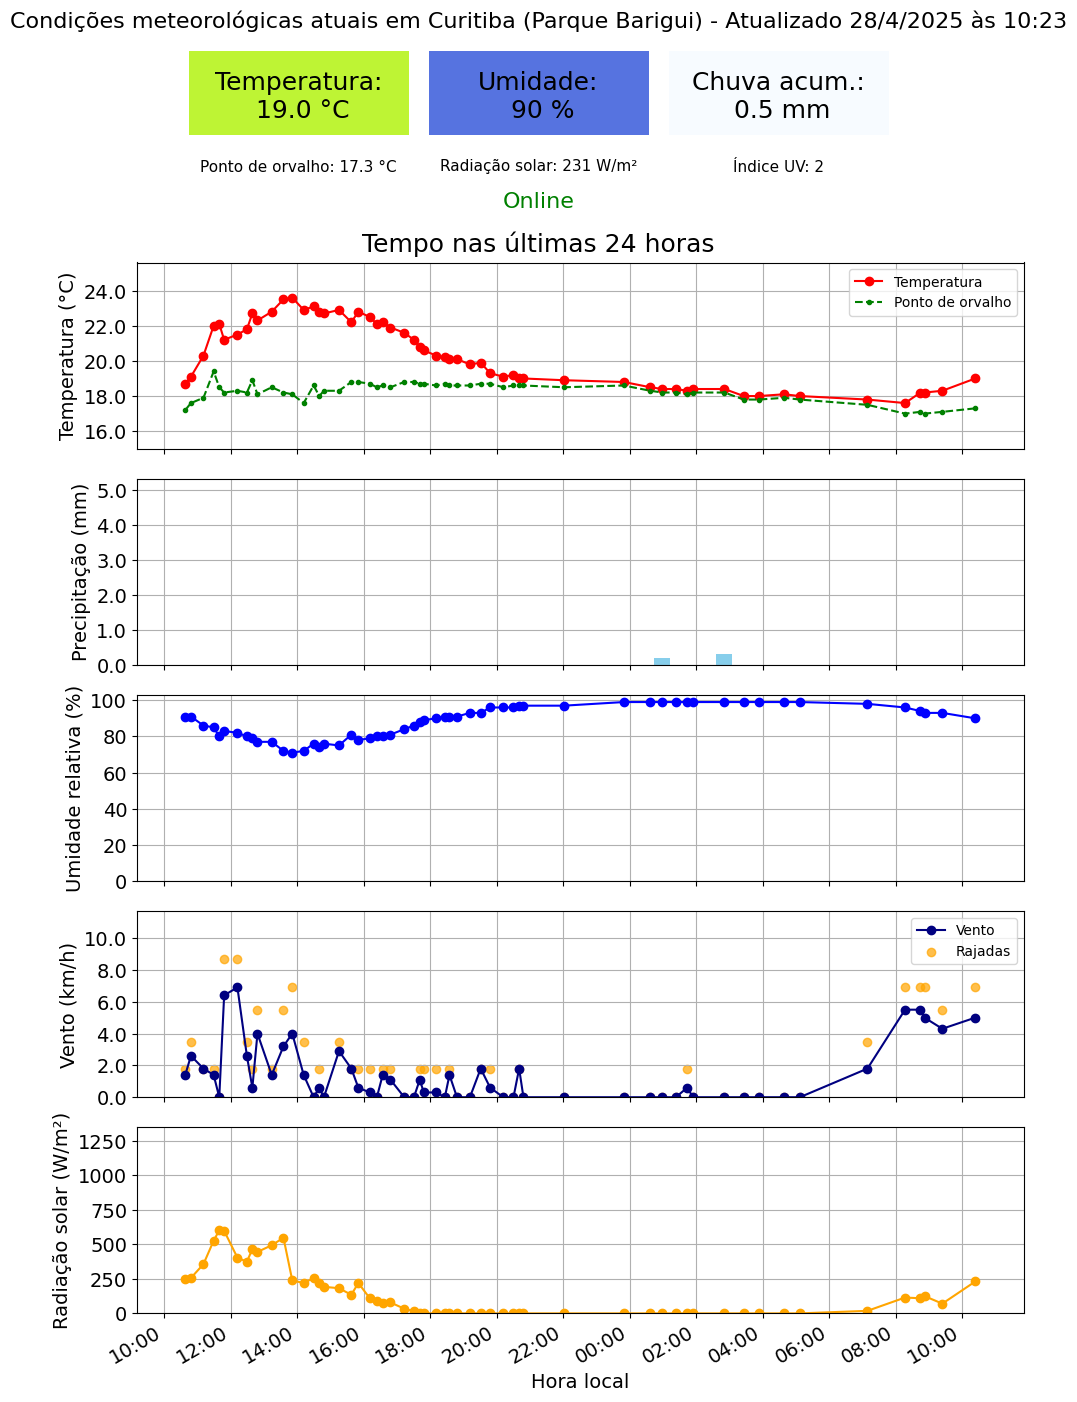 Condições meteorológicas atuais em Curitiba (Parque Barigui) - Atualizado 28/4/2025 às 10:23
Temperatura:
19.0 °C
Umidade:
90 %
Chuva acum.:
0.5 mm
Ponto de orvalho: 17.3 °C
Radiação solar: 231 W/m²
Índice UV: 2
Online
Tempo nas últimas 24 horas
Temperatura (°C)
24.0
22.0
20.0
18.0
16.0
Temperatura
Ponto de orvalho
Precipitação (mm)
5.0
4.0
3.0
2.0
1.0
0.0
Umidade relativa (%)
100
80
60
40
20
0
Vento (km/h)
10.0
8.0
6.0
4.0
2.0
0.0
Vento
Rajadas
Radiação solar (W/m²)
1250
1000
750
500
250
0
10:00
12:00
14:00
16:00
18:00
20:00
22:00
00:00
02:00
04:00
06:00
08:00
10:00
Hora local